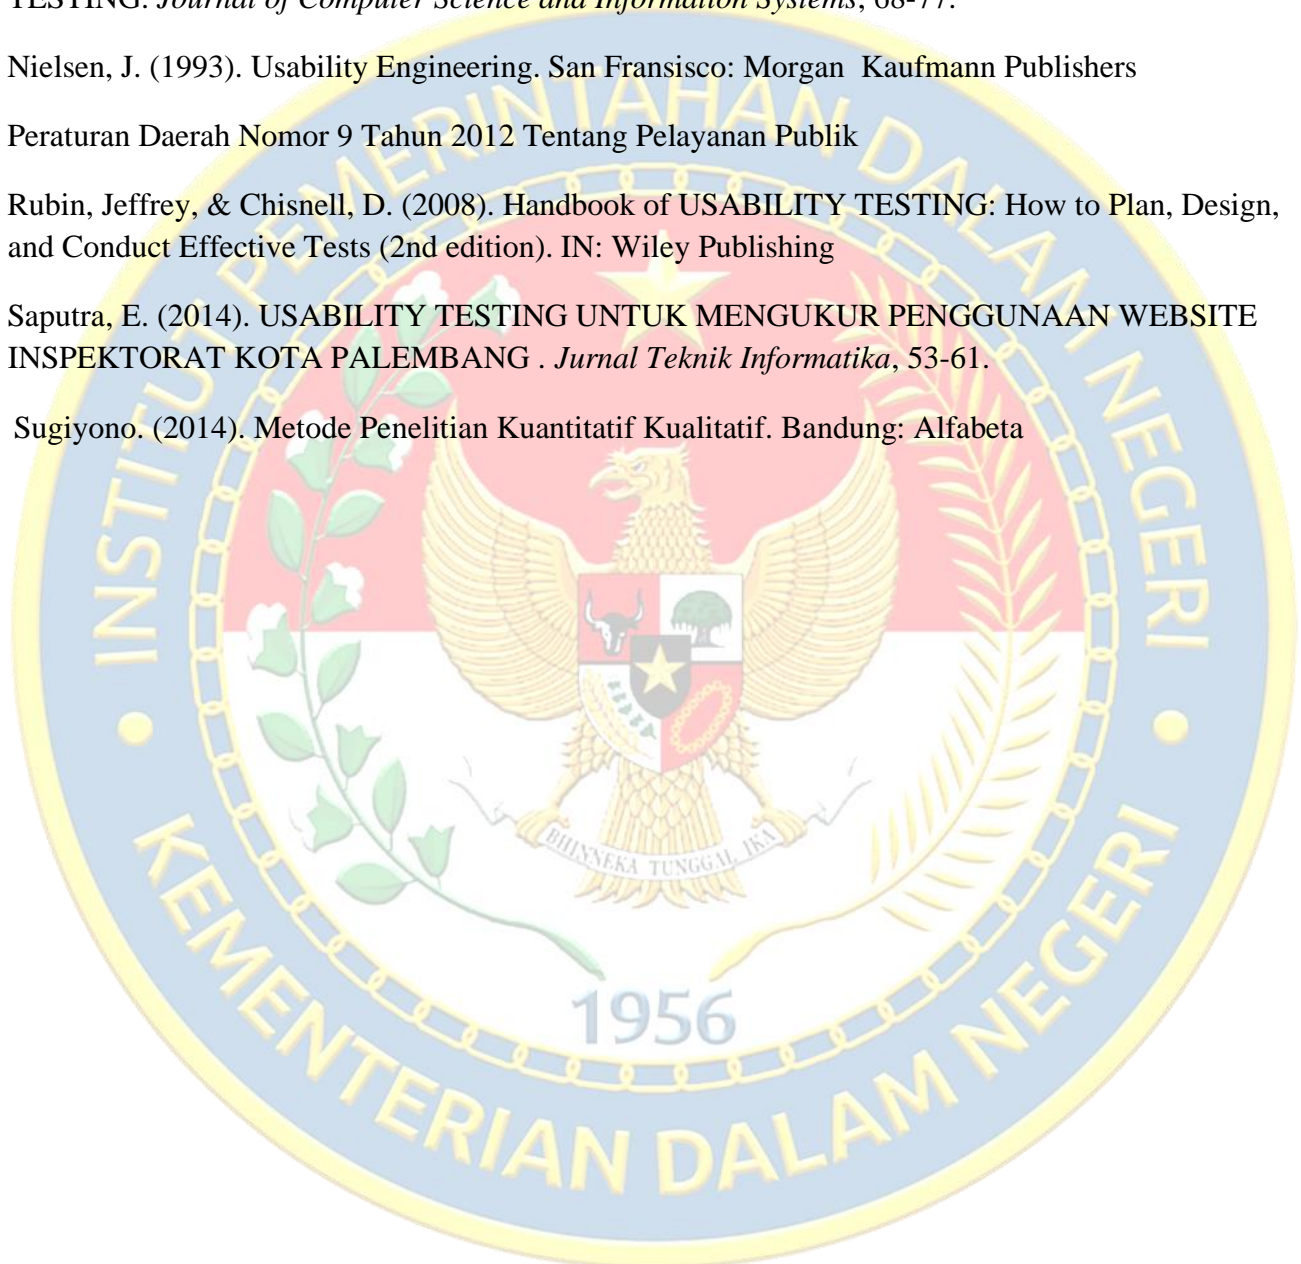 TESTING. Journal of Computer Science and Information Systems, 68-77.
Nielsen, J. (1993). Usability Engineering. San Fransisco: Morgan  Kaufmann Publishers
Peraturan Daerah Nomor 9 Tahun 2012 Tentang Pelayanan Publik
Rubin, Jeffrey, & Chisnell, D. (2008). Handbook of USABILITY TESTING: How to Plan, Design,
and Conduct Effective Tests (2nd edition). IN: Wiley Publishing
Saputra, E. (2014). USABILITY TESTING UNTUK MENGUKUR PENGGUNAAN WEBSITE
INSPEKTORAT KOTA PALEMBANG . Jurnal Teknik Informatika, 53-61.
Sugiyono. (2014). Metode Penelitian Kuantitatif Kualitatif. Bandung: Alfabeta
INSTITUT PEMERINTAHAN DALAM NEGERI
BHINNEKA TUNGGAL IKA
1956
KEMENTERIAN DALAM NEGERI